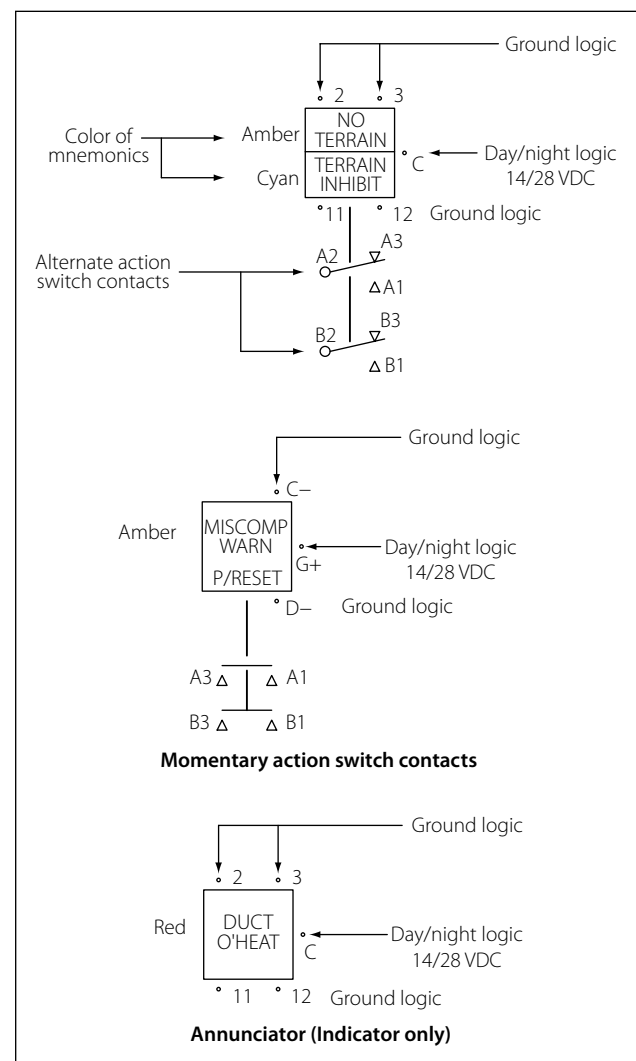 Ground logic
2 3
Amber NO
TERRAIN
Color of
mnemonics
C
Day/night logic
14/28 VDC
Cyan TERRAIN
INHIBIT
11 12 Ground logic
A3
A2
Alternate action
switch contacts
A1
B3
B2
B1
Ground logic
C–
Amber MISCOMP
WARN
P/RESET
G+
Day/night logic
14/28 VDC
D– Ground logic
A3 A1
B3 B1
Momentary action switch contacts
Ground logic
2 3
Red DUCT
O'HEAT
C
Day/night logic
14/28 VDC
11 12 Ground logic
Annunciator (Indicator only)